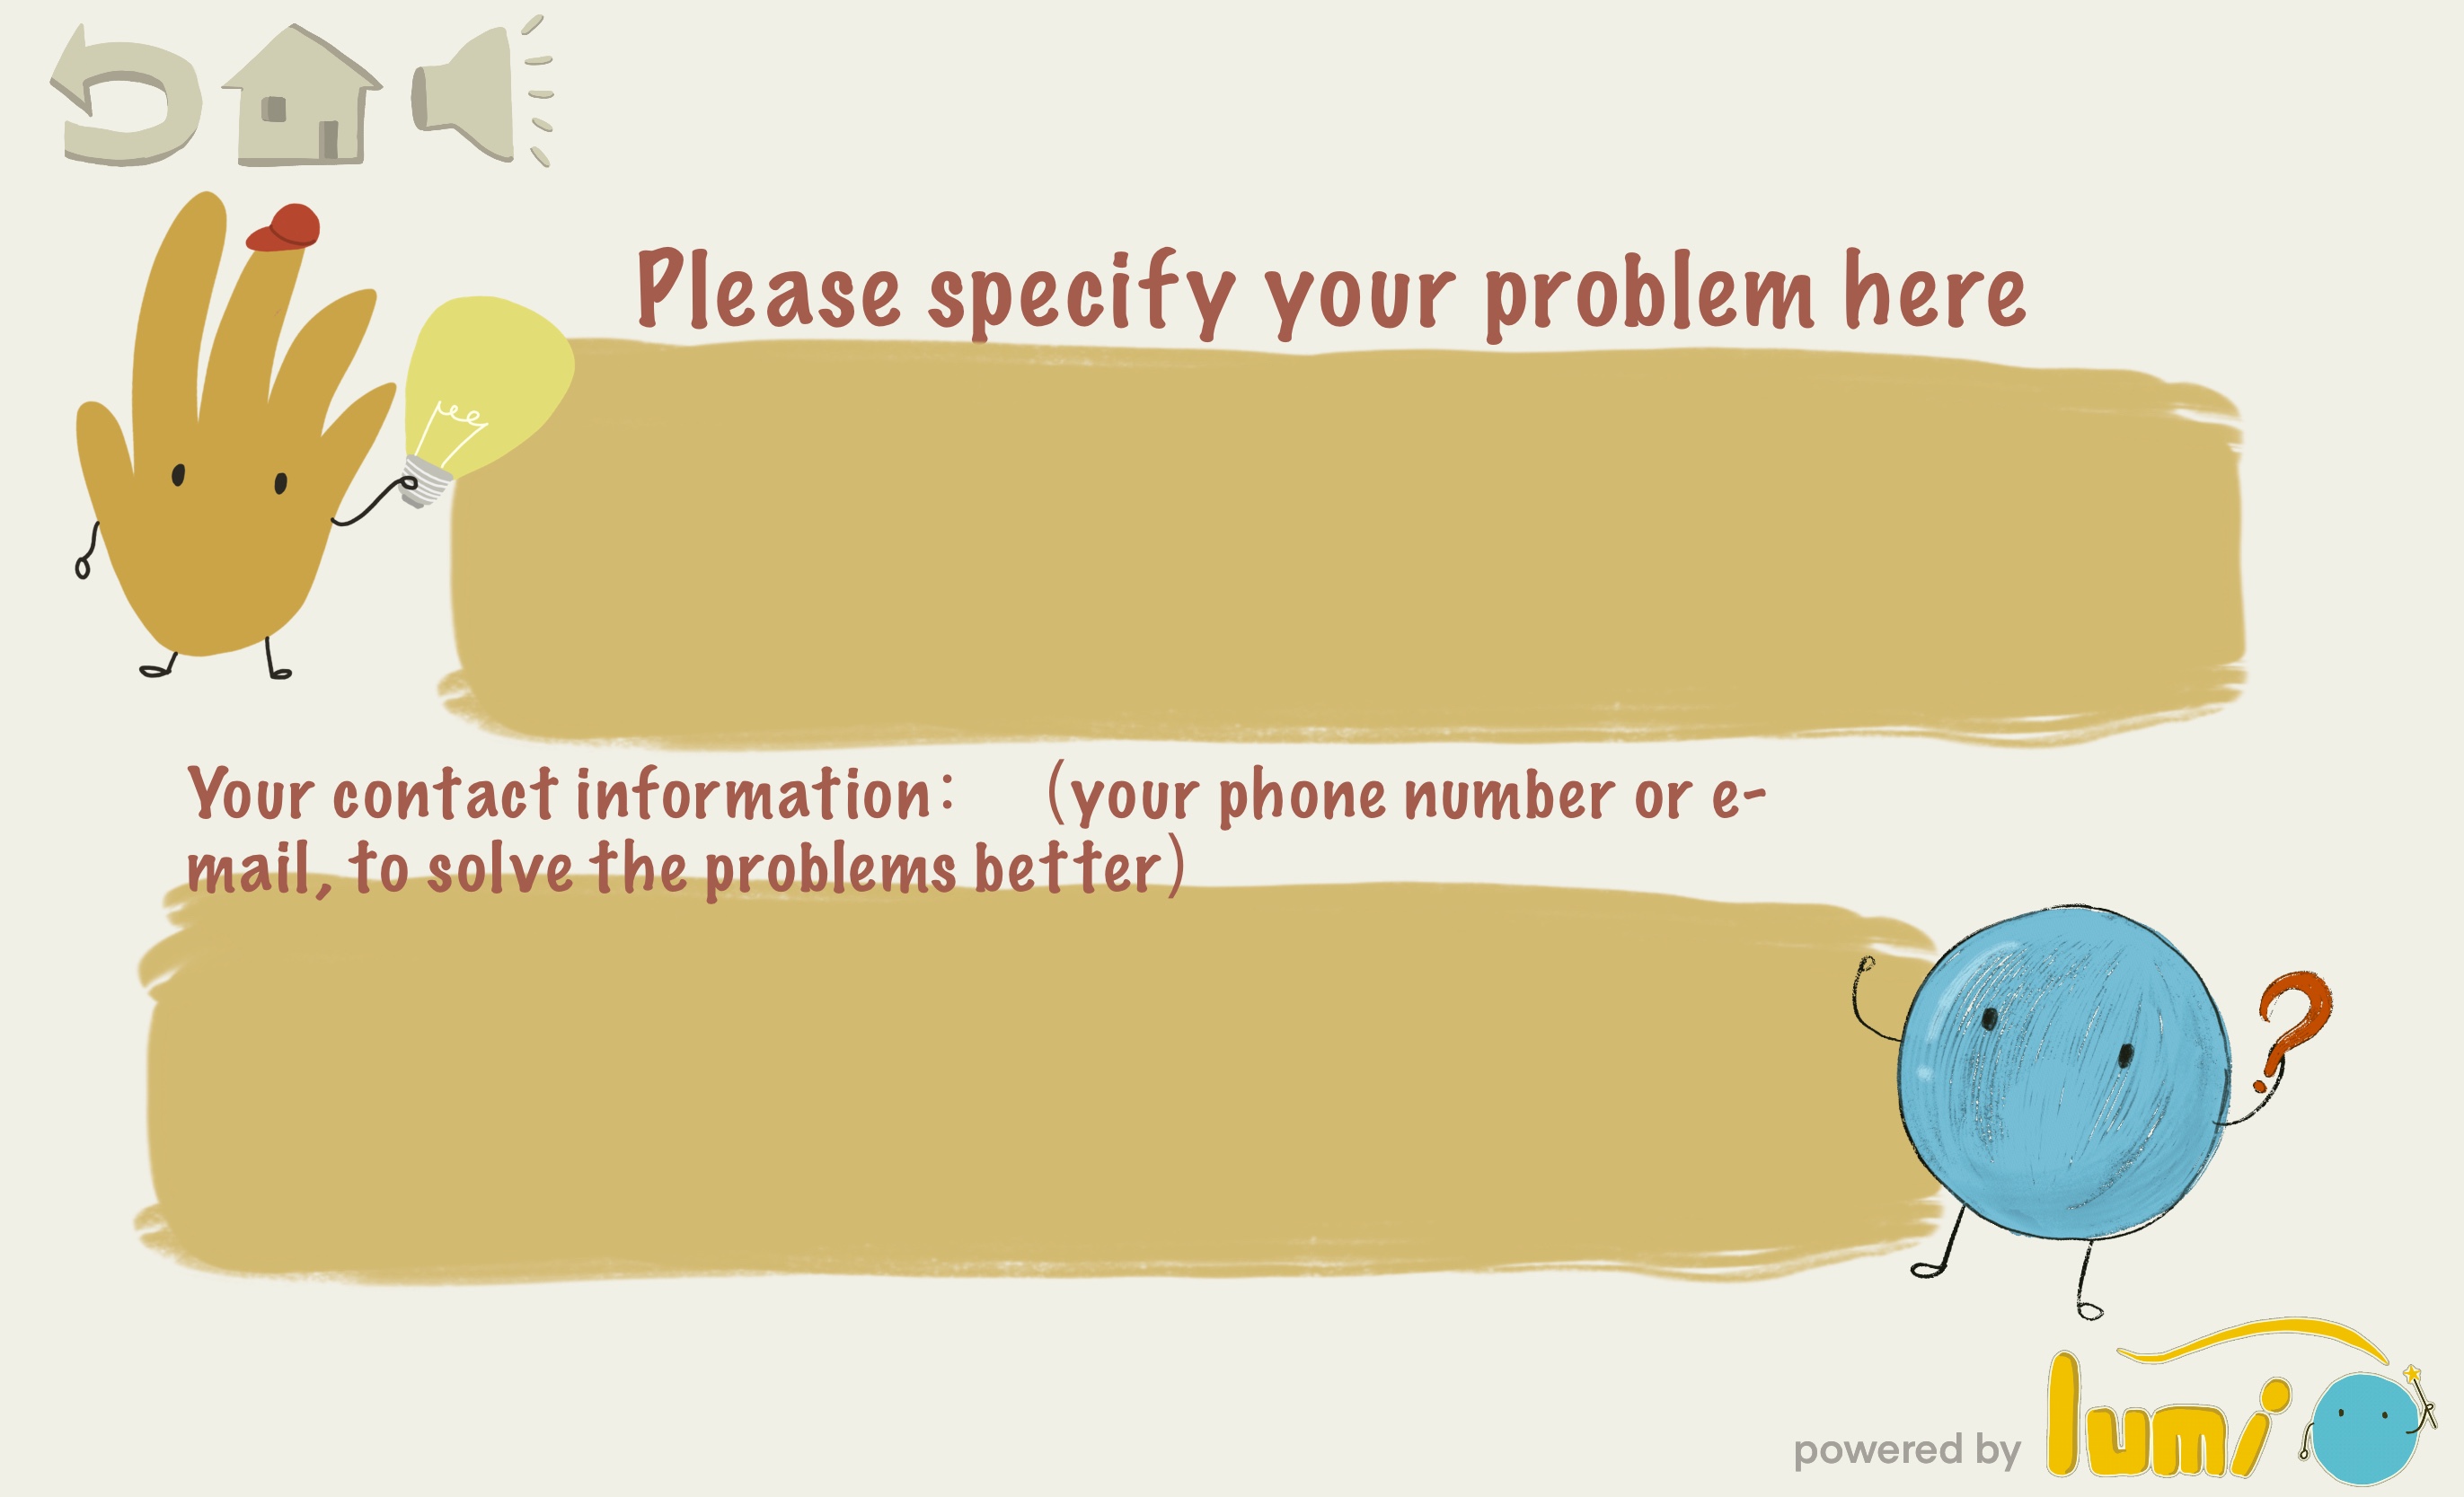 Please specify your problem here
Your contact information: (your phone number or e-
mail, to solve the problems better)
powered by lumi